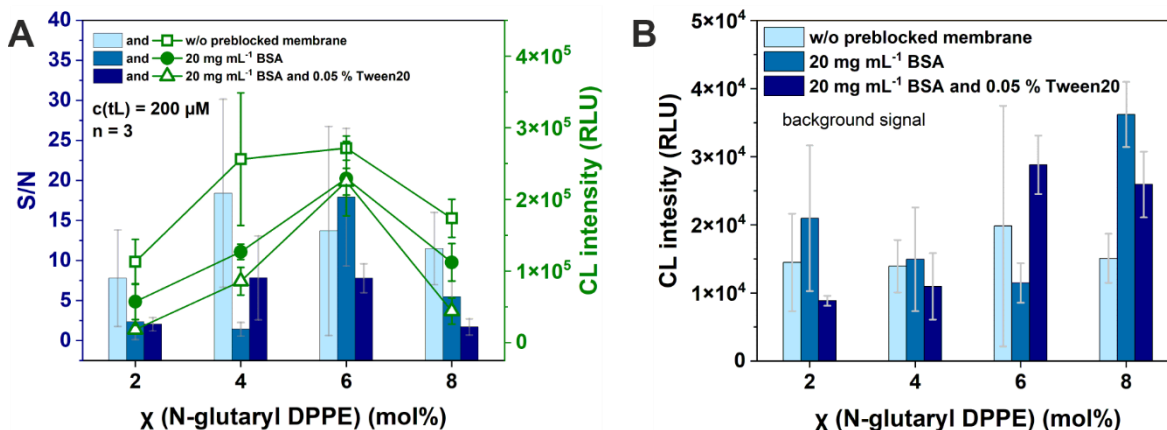 A
40
35
30
25
20
15
10
5
0
S/N
and w/o preblocked membrane
and 20 mg mL⁻¹ BSA
and 20 mg mL⁻¹ BSA and 0.05 % Tween20
c(tL) = 200 µM
n = 3
4×10⁵
3×10⁵
2×10⁵
1×10⁵
0
CL intensity (RLU)
2 4 6 8
χ (N-glutaryl DPPE) (mol%)
B
5×10⁴
4×10⁴
3×10⁴
2×10⁴
1×10⁴
0
CL intesity (RLU)
w/o preblocked membrane
20 mg mL⁻¹ BSA
20 mg mL⁻¹ BSA and 0.05 % Tween20
background signal
2 4 6 8
χ (N-glutaryl DPPE) (mol%)